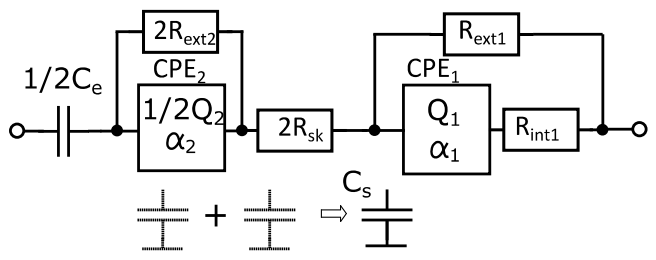 2R_ext2
R_ext1
1/2C_e
CPE_2
CPE_1
1/2Q_2
α_2
2R_sk
Q_1
α_1
R_int1
+
C_s